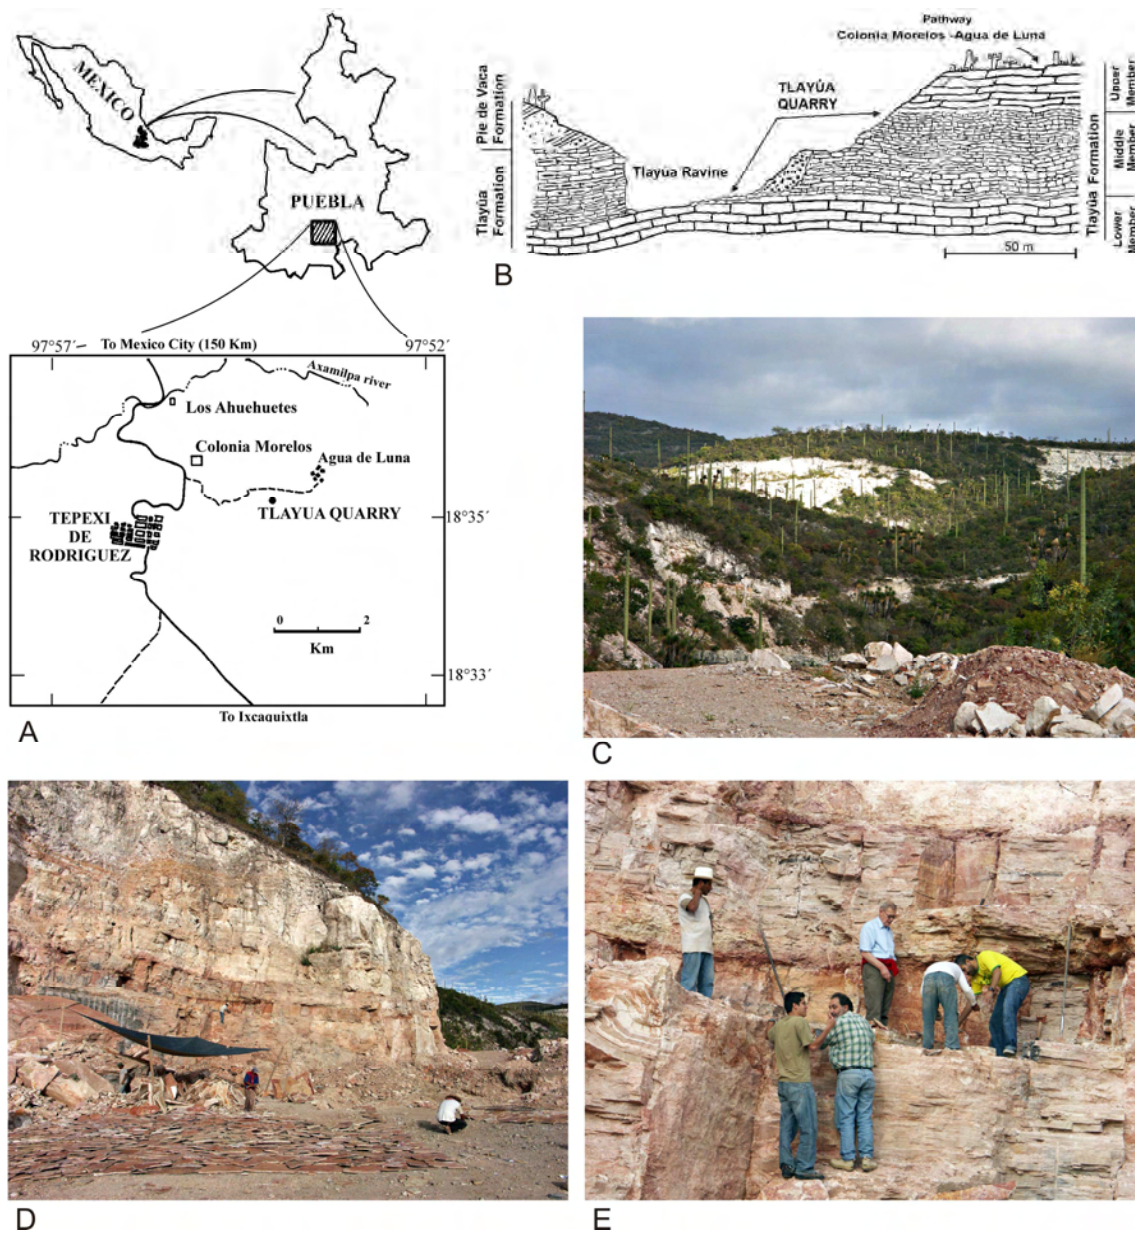 MEXICO
PUEBLA
A
97°57´
To Mexico City (150 Km)
97°52´
Axamilpa river
Los Ahuehuetes
Colonia Morelos
Agua de Luna
TLAYUA QUARRY
18°35´
TEPEXI
DE
RODRIGUEZ
0 2
Km
18°33´
To Ixcaquixtla
Pathway
Colonia Morelos -Agua de Luna
TLAYÚA
QUARRY
Tlayúa Ravine
Pie de Vaca
Formation
Tlayúa
Formation
Tlayúa Formation
Upper
Member
Middle
Member
Lower
Member
50 m
B
C
D
E